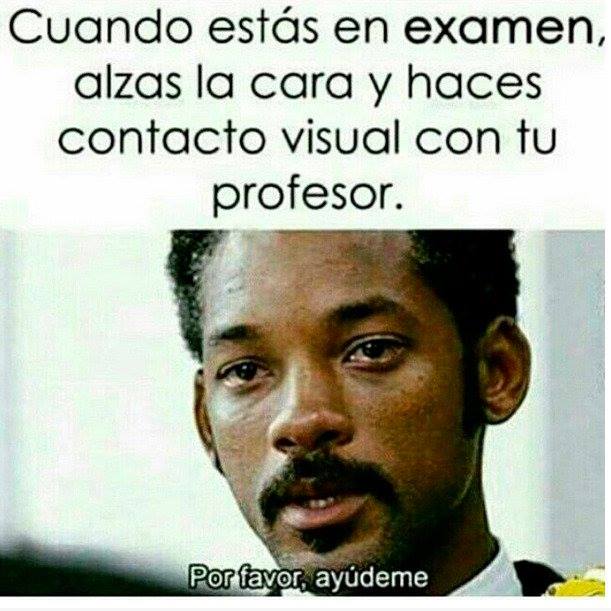 Cuando estás en examen,
alzas la cara y haces
contacto visual con tu
profesor.
Por favor, ayúdeme